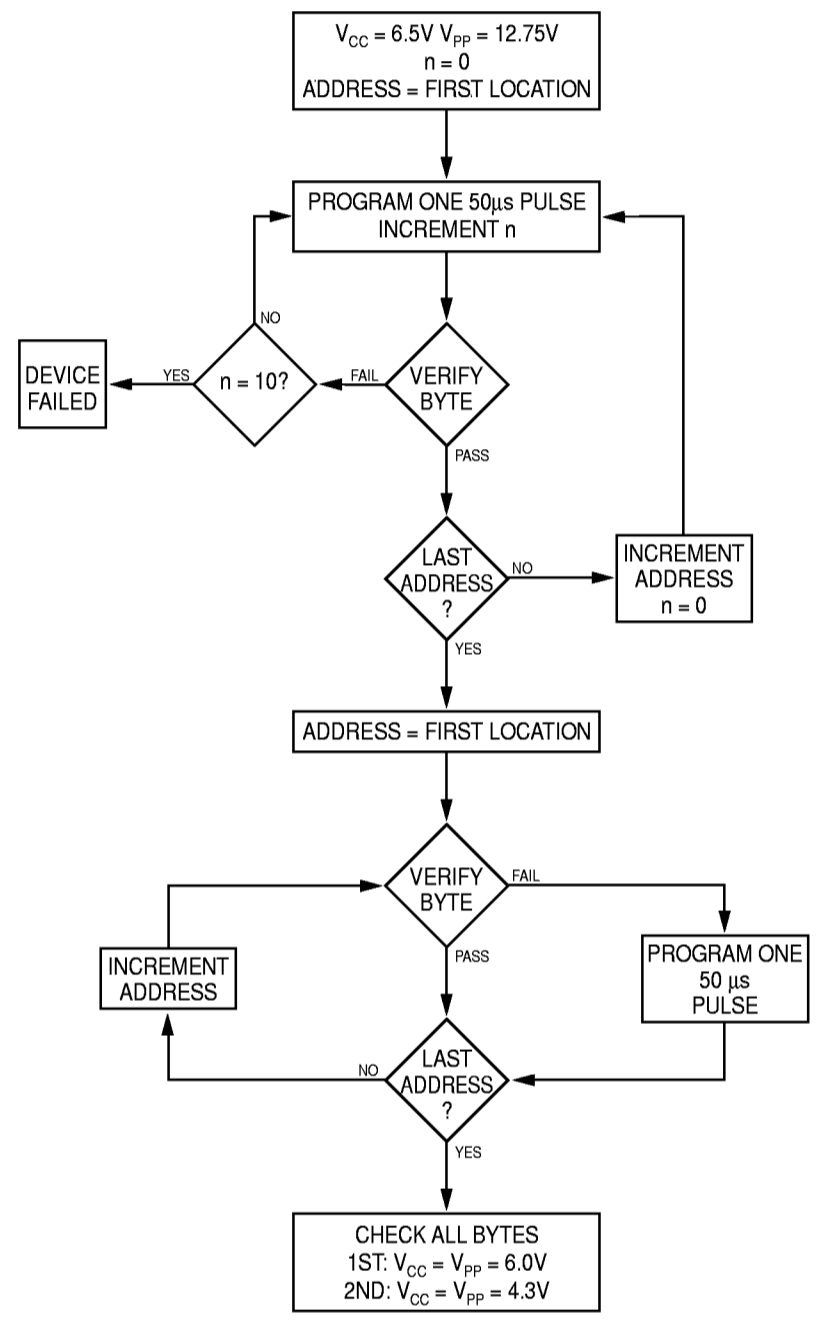 VCC = 6.5V VPP = 12.75V
n = 0
ADDRESS = FIRST LOCATION
PROGRAM ONE 50μs PULSE
INCREMENT n
NO
DEVICE
FAILED
YES
n = 10?
FAIL
VERIFY
BYTE
PASS
LAST
ADDRESS
?
NO
INCREMENT
ADDRESS
n = 0
YES
ADDRESS = FIRST LOCATION
VERIFY
BYTE
FAIL
PASS
INCREMENT
ADDRESS
PROGRAM ONE
50 μs
PULSE
NO
LAST
ADDRESS
?
YES
CHECK ALL BYTES
1ST: VCC = VPP = 6.0V
2ND: VCC = VPP = 4.3V